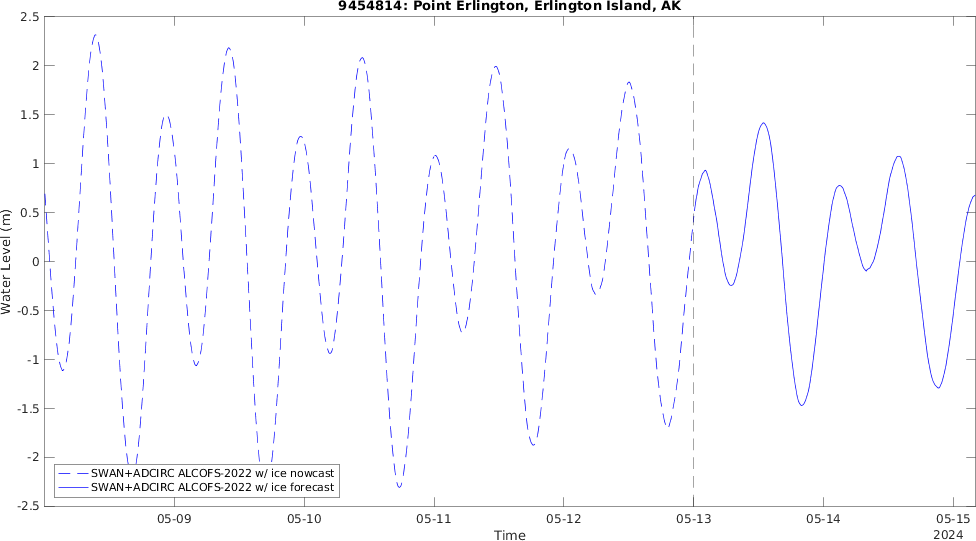 9454814: Point Erlington, Erlington Island, AK
2.5
2
1.5
1
0.5
0
-0.5
-1
-1.5
-2
-2.5
Water Level (m)
SWAN+ADCIRC ALCOFS-2022 w/ ice nowcast
SWAN+ADCIRC ALCOFS-2022 w/ ice forecast
05-09 05-10 05-11 05-12 05-13 05-14 05-15
Time 2024